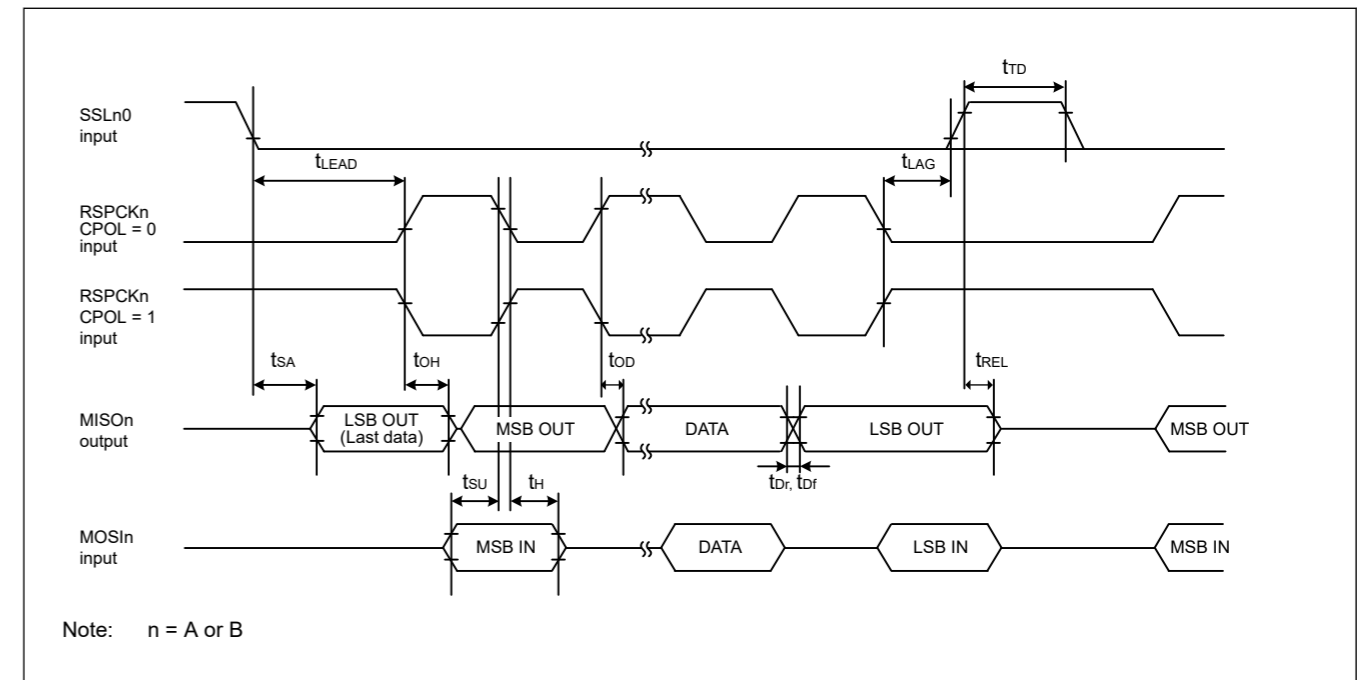 tTD
SSLn0
input
tLEAD
tLAG
RSPCKn
CPOL = 0
input
RSPCKn
CPOL = 1
input
tSA
tOH
tOD
tREL
MISOn
output
LSB OUT
(Last data)
MSB OUT
DATA
LSB OUT
MSB OUT
tSU
tH
tDr, tDf
MOSIn
input
MSB IN
DATA
LSB IN
MSB IN
Note: n = A or B